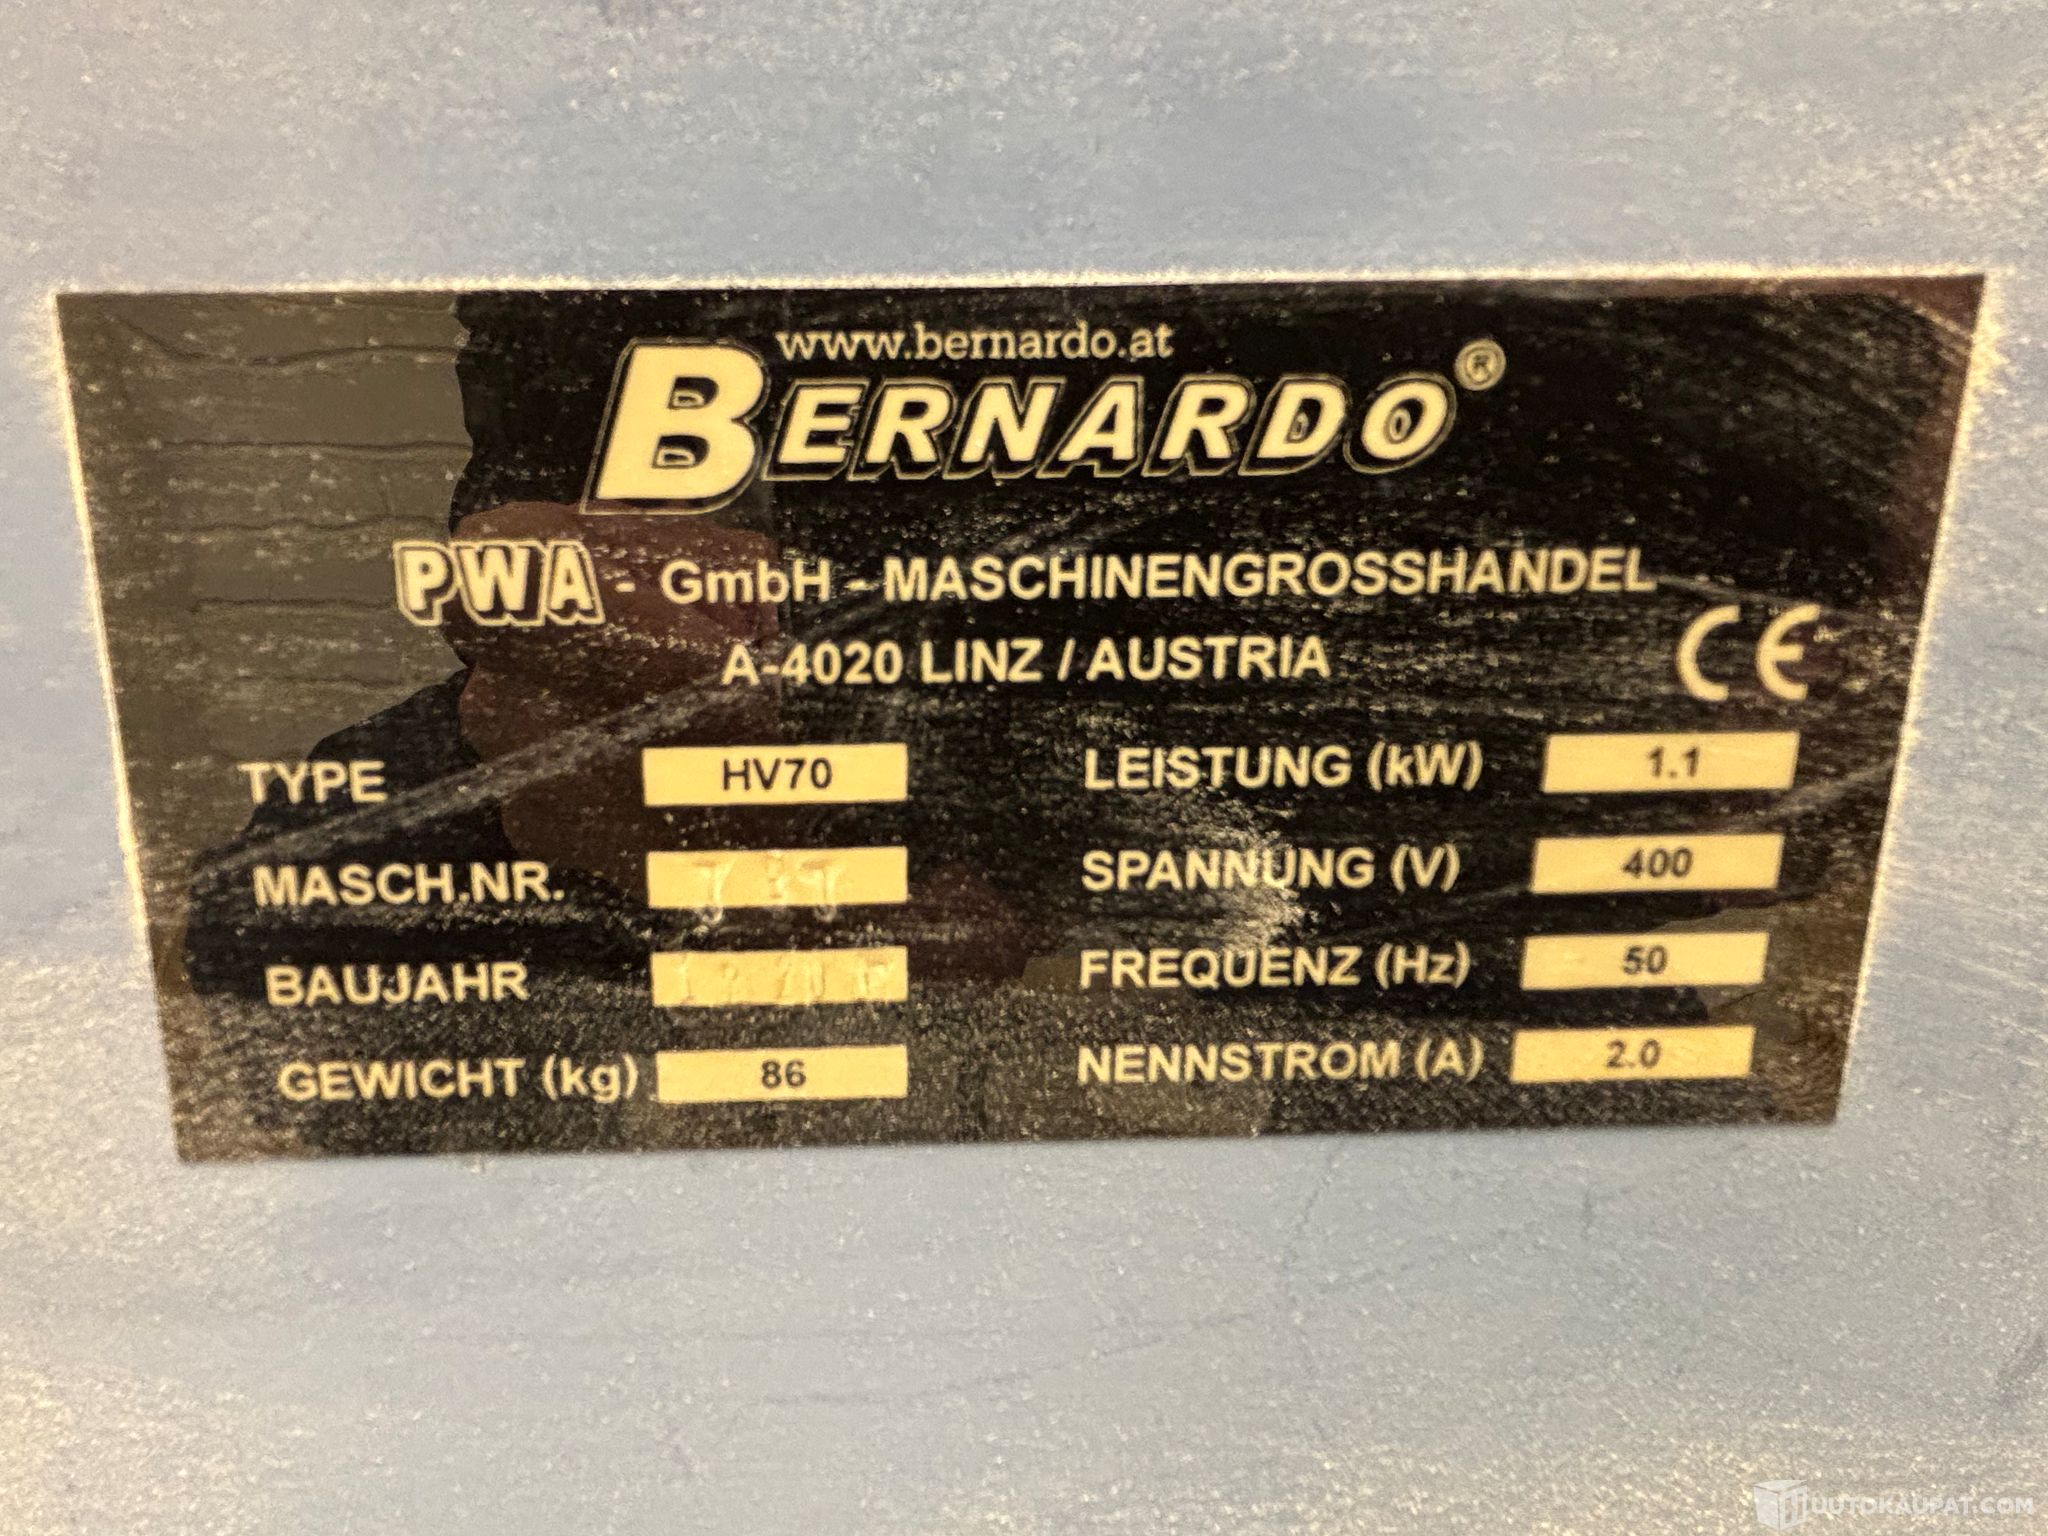 www.bernardo.at
BERNARDO®
PWA - GmbH - MASCHINENGROSSHANDEL
A-4020 LINZ / AUSTRIA
CE
TYPE HV70
LEISTUNG (kW) 1.1
MASCH.NR.
SPANNUNG (V) 400
BAUJAHR
FREQUENZ (Hz) 50
GEWICHT (kg) 86
NENNSTROM (A) 2.0
UUTOKAUPAT.COM